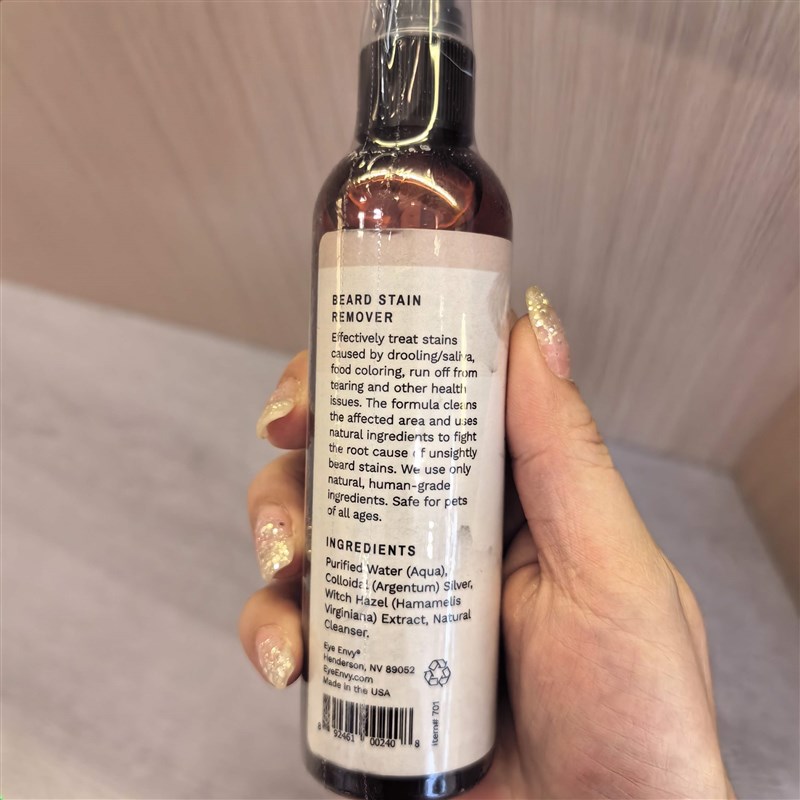 BEARD STAIN
REMOVER
Effectively treat stains
caused by drooling/saliva,
food coloring, run off from
tearing and other health
issues. The formula cleans
the affected area and uses
natural ingredients to fight
the root cause of unsightly
beard stains. We use only
natural, human-grade
ingredients. Safe for pets
of all ages.
INGREDIENTS
Purified Water (Aqua),
Colloidal (Argentum) Silver,
Witch Hazel (Hamamelis
Virginiana) Extract, Natural
Cleanser.
Eye Envy®
Henderson, NV 89052
EyeEnvy.com
Made in the USA
8 92461 00240 8
item# 701